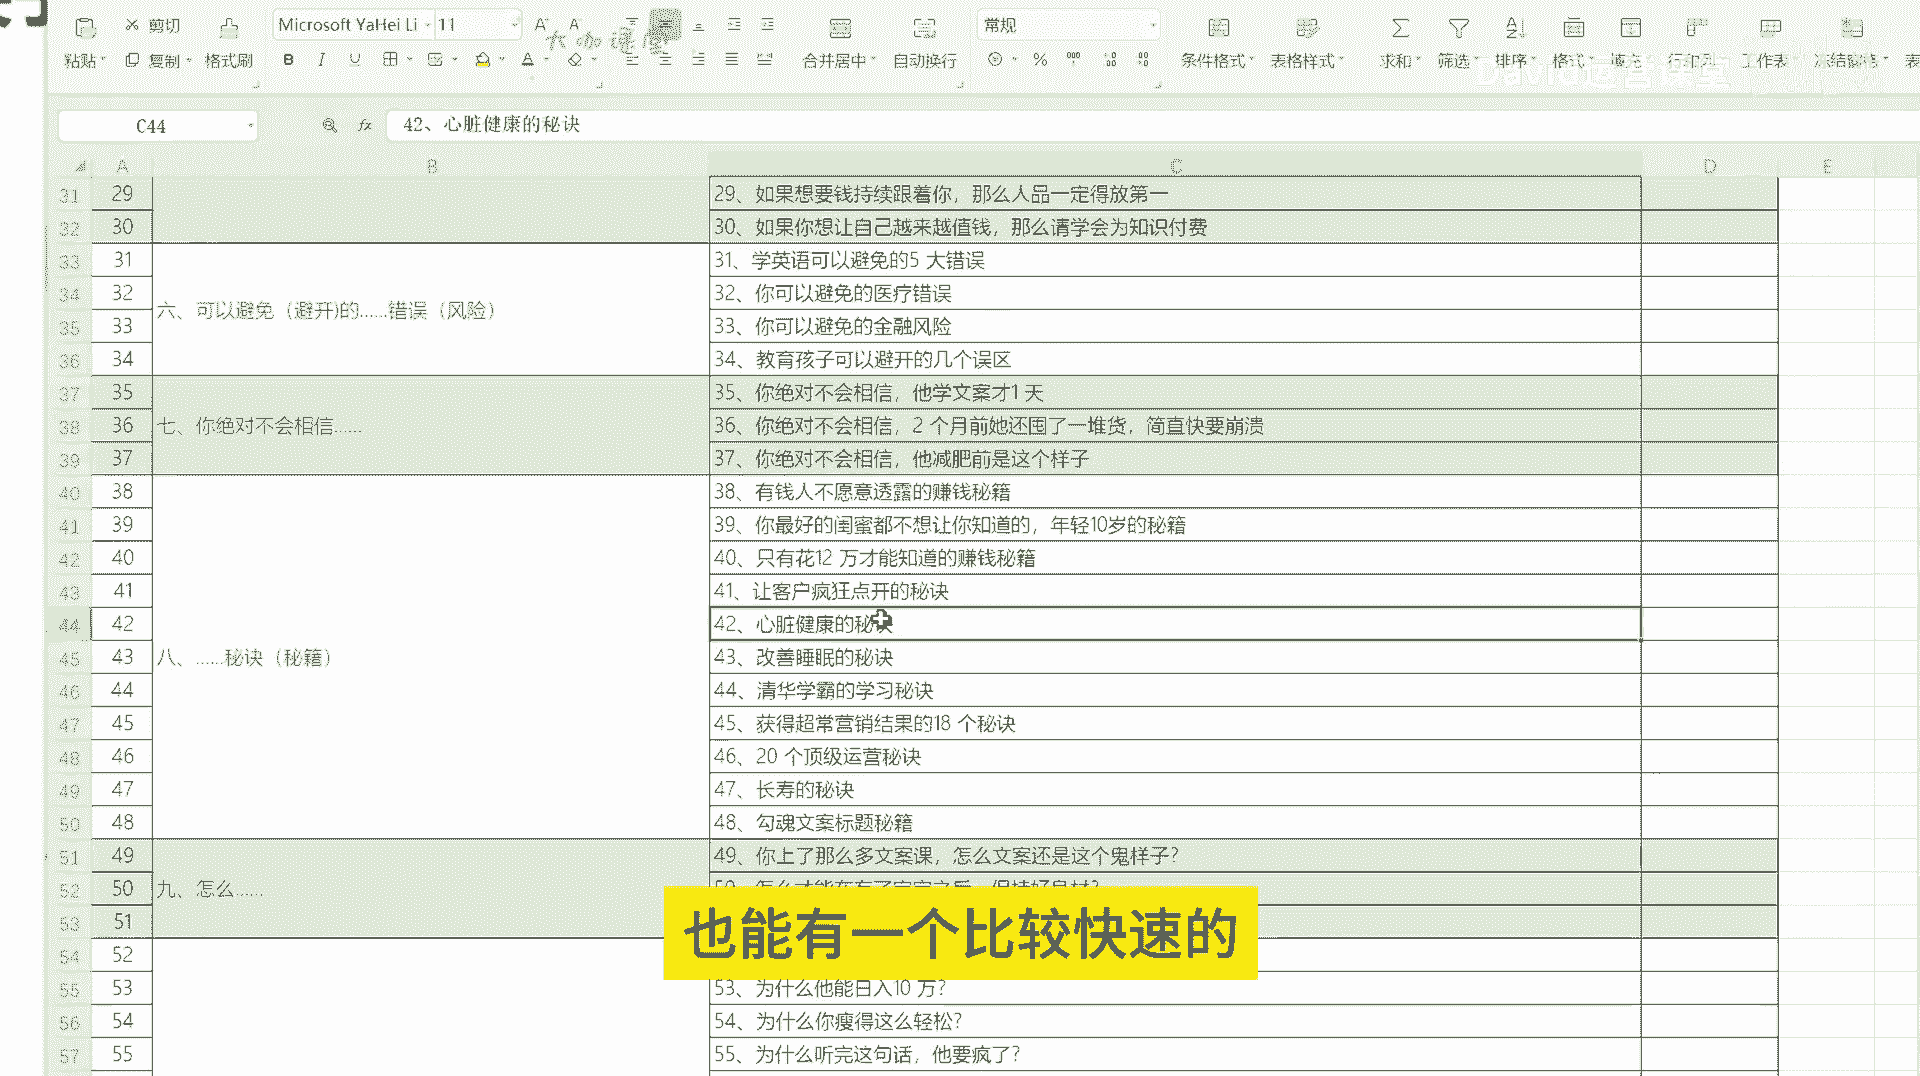 剪切 Microsoft YaHei Li 11 常规
粘贴 复制 格式刷 B I U A 合并居中 自动换行 % 条件格式 表格样式 求和 筛选 排序 格式 填充 行和列 工作表 冻结窗格 表
大咖课堂
David运营课堂
C44 fx 42、心脏健康的秘诀
A B C D E
31 29 29、如果想要钱持续跟着你，那么人品一定得放第一
32 30 30、如果你想让自己越来越值钱，那么请学会为知识付费
33 31 31、学英语可以避免的5 大错误
34 32 32、你可以避免的医疗错误
六、可以避免（避开)的......错误（风险）
35 33 33、你可以避免的金融风险
36 34 34、教育孩子可以避开的几个误区
37 35 35、你绝对不会相信，他学文案才1 天
38 36 七、你绝对不会相信...... 36、你绝对不会相信，2 个月前她还囤了一堆货，简直快要崩溃
39 37 37、你绝对不会相信，他减肥前是这个样子
40 38 38、有钱人不愿意透露的赚钱秘籍
41 39 39、你最好的闺蜜都不想让你知道的，年轻10岁的秘籍
42 40 40、只有花12 万才能知道的赚钱秘籍
43 41 41、让客户疯狂点开的秘诀
44 42 42、心脏健康的秘诀
45 43 八、......秘诀（秘籍） 43、改善睡眠的秘诀
46 44 44、清华学霸的学习秘诀
47 45 45、获得超常营销结果的18 个秘诀
48 46 46、20 个顶级运营秘诀
49 47 47、长寿的秘诀
50 48 48、勾魂文案标题秘籍
51 49 49、你上了那么多文案课，怎么文案还是这个鬼样子？
52 50 九、怎么...... 50、怎么才能在有了宝宝之后，保持好身材？
53 51
也能有一个比较快速的
54 52
55 53 53、为什么他能日入10 万？
56 54 54、为什么你瘦得这么轻松？
57 55 55、为什么听完这句话，他要疯了？